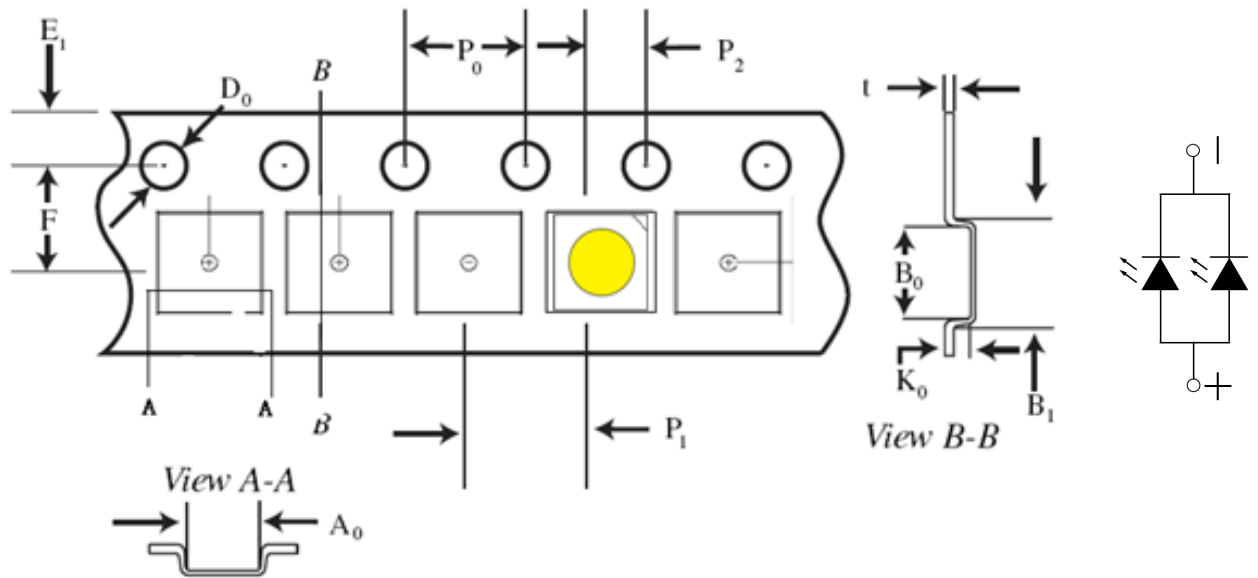 E₁
D₀
B
P₀
P₂
t
F
B₀
K₀
B₁
View B-B
A
A
B
P₁
View A-A
A₀
+